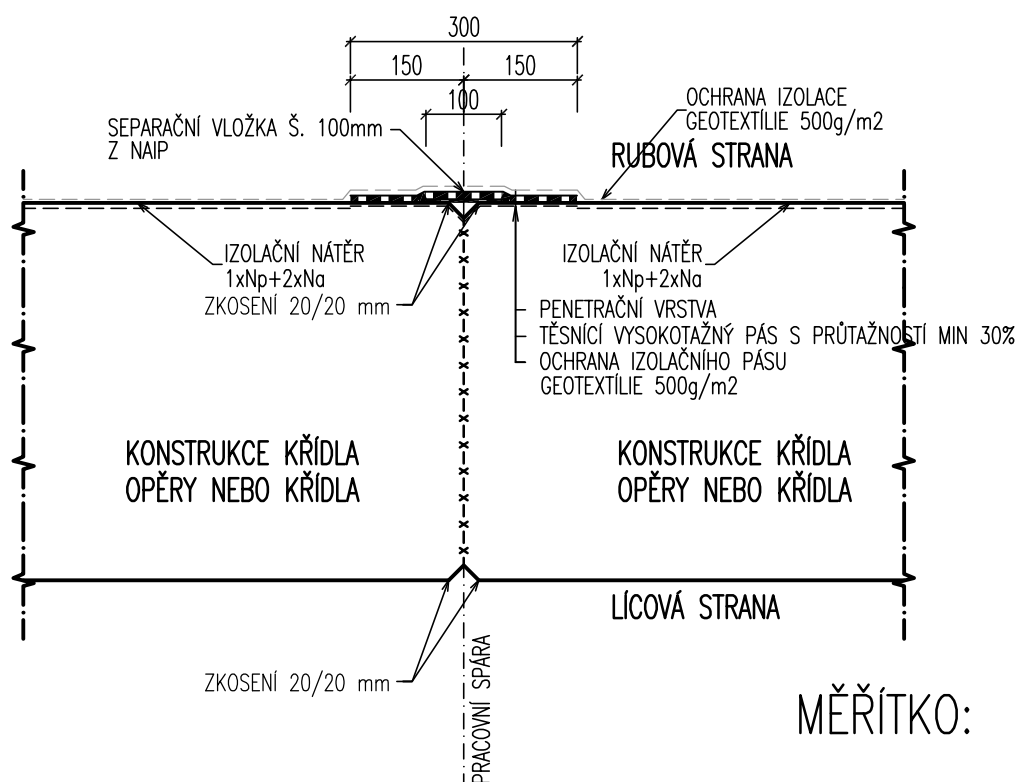 300
150
150
100
SEPARAČNÍ VLOŽKA Š. 100mm
Z NAIP
OCHRANA IZOLACE
GEOTEXTÍLIE 500g/m2
RUBOVÁ STRANA
IZOLAČNÍ NÁTĚR
1xNp+2xNa
ZKOSENÍ 20/20 mm
IZOLAČNÍ NÁTĚR
1xNp+2xNa
PENETRAČNÍ VRSTVA
TĚSNÍCÍ VYSOKOTAŽNÝ PÁS S PRŮTAŽNOSTÍ MIN 30%
OCHRANA IZOLAČNÍHO PÁSU
GEOTEXTÍLIE 500g/m2
KONSTRUKCE KŘÍDLA
OPĚRY NEBO KŘÍDLA
KONSTRUKCE KŘÍDLA
OPĚRY NEBO KŘÍDLA
LÍCOVÁ STRANA
ZKOSENÍ 20/20 mm
PRACOVNÍ SPÁRA
MĚŘÍTKO: